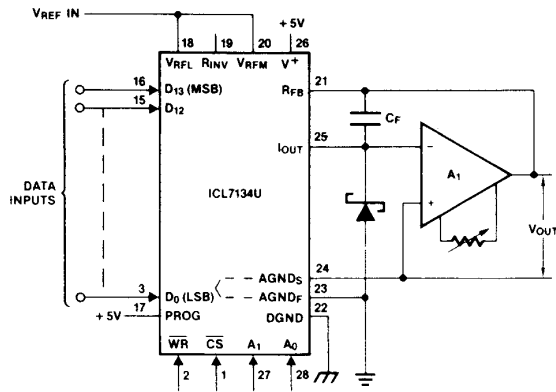 VREF IN
+5V
18 19 20 26
VRFL RINV VRFM V+
21
RFB
16
D13 (MSB)
15
D12
CF
25
IOUT
−
A1
+
DATA
INPUTS
ICL7134U
VOUT
24
AGNDS
3
D0 (LSB)
23
AGNDF
+5V
17
PROG
22
DGND
WR CS A1 A0
2 1 27 28